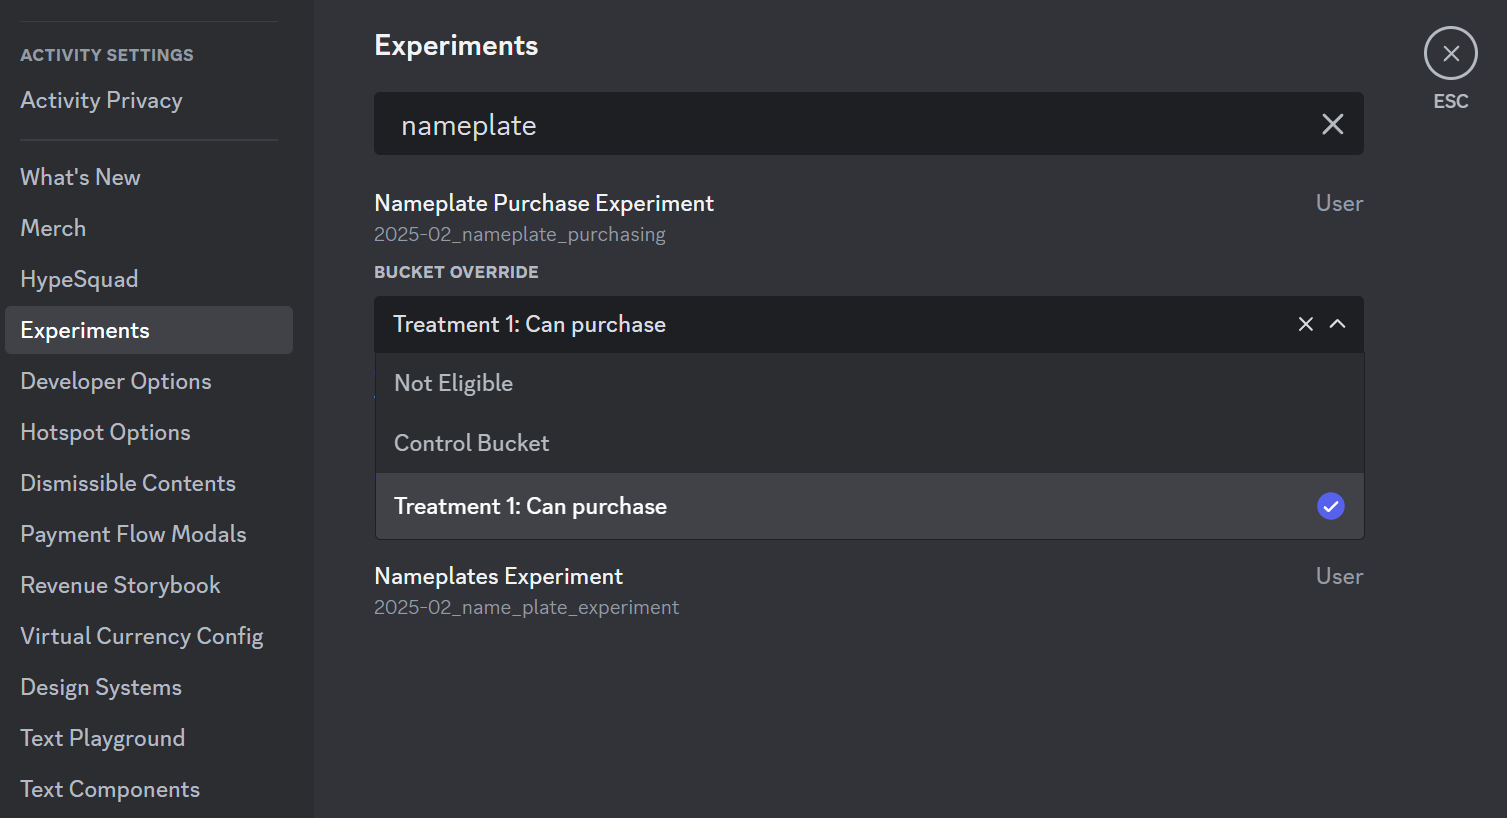 ACTIVITY SETTINGS
Activity Privacy
What's New
Merch
HypeSquad
Experiments
Developer Options
Hotspot Options
Dismissible Contents
Payment Flow Modals
Revenue Storybook
Virtual Currency Config
Design Systems
Text Playground
Text Components
Experiments
nameplate
Nameplate Purchase Experiment User
2025-02_nameplate_purchasing
BUCKET OVERRIDE
Treatment 1: Can purchase
Not Eligible
Control Bucket
Treatment 1: Can purchase
Nameplates Experiment User
2025-02_name_plate_experiment
ESC